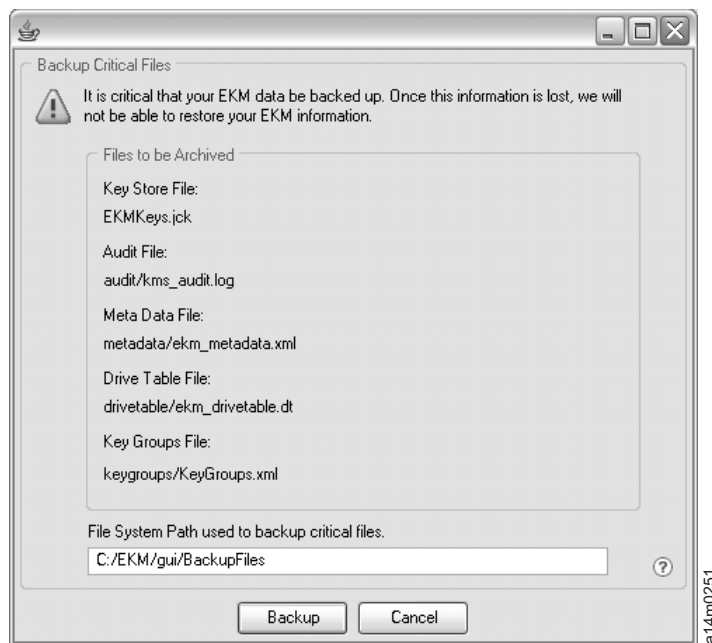 Backup Critical Files
It is critical that your EKM data be backed up. Once this information is lost, we will
not be able to restore your EKM information.
Files to be Archived
Key Store File:
EKMKeys.jck
Audit File:
audit/kms_audit.log
Meta Data File:
metadata/ekm_metadata.xml
Drive Table File:
drivetable/ekm_drivetable.dt
Key Groups File:
keygroups/KeyGroups.xml
File System Path used to backup critical files.
C:/EKM/gui/BackupFiles
?
Backup Cancel
a14m0251